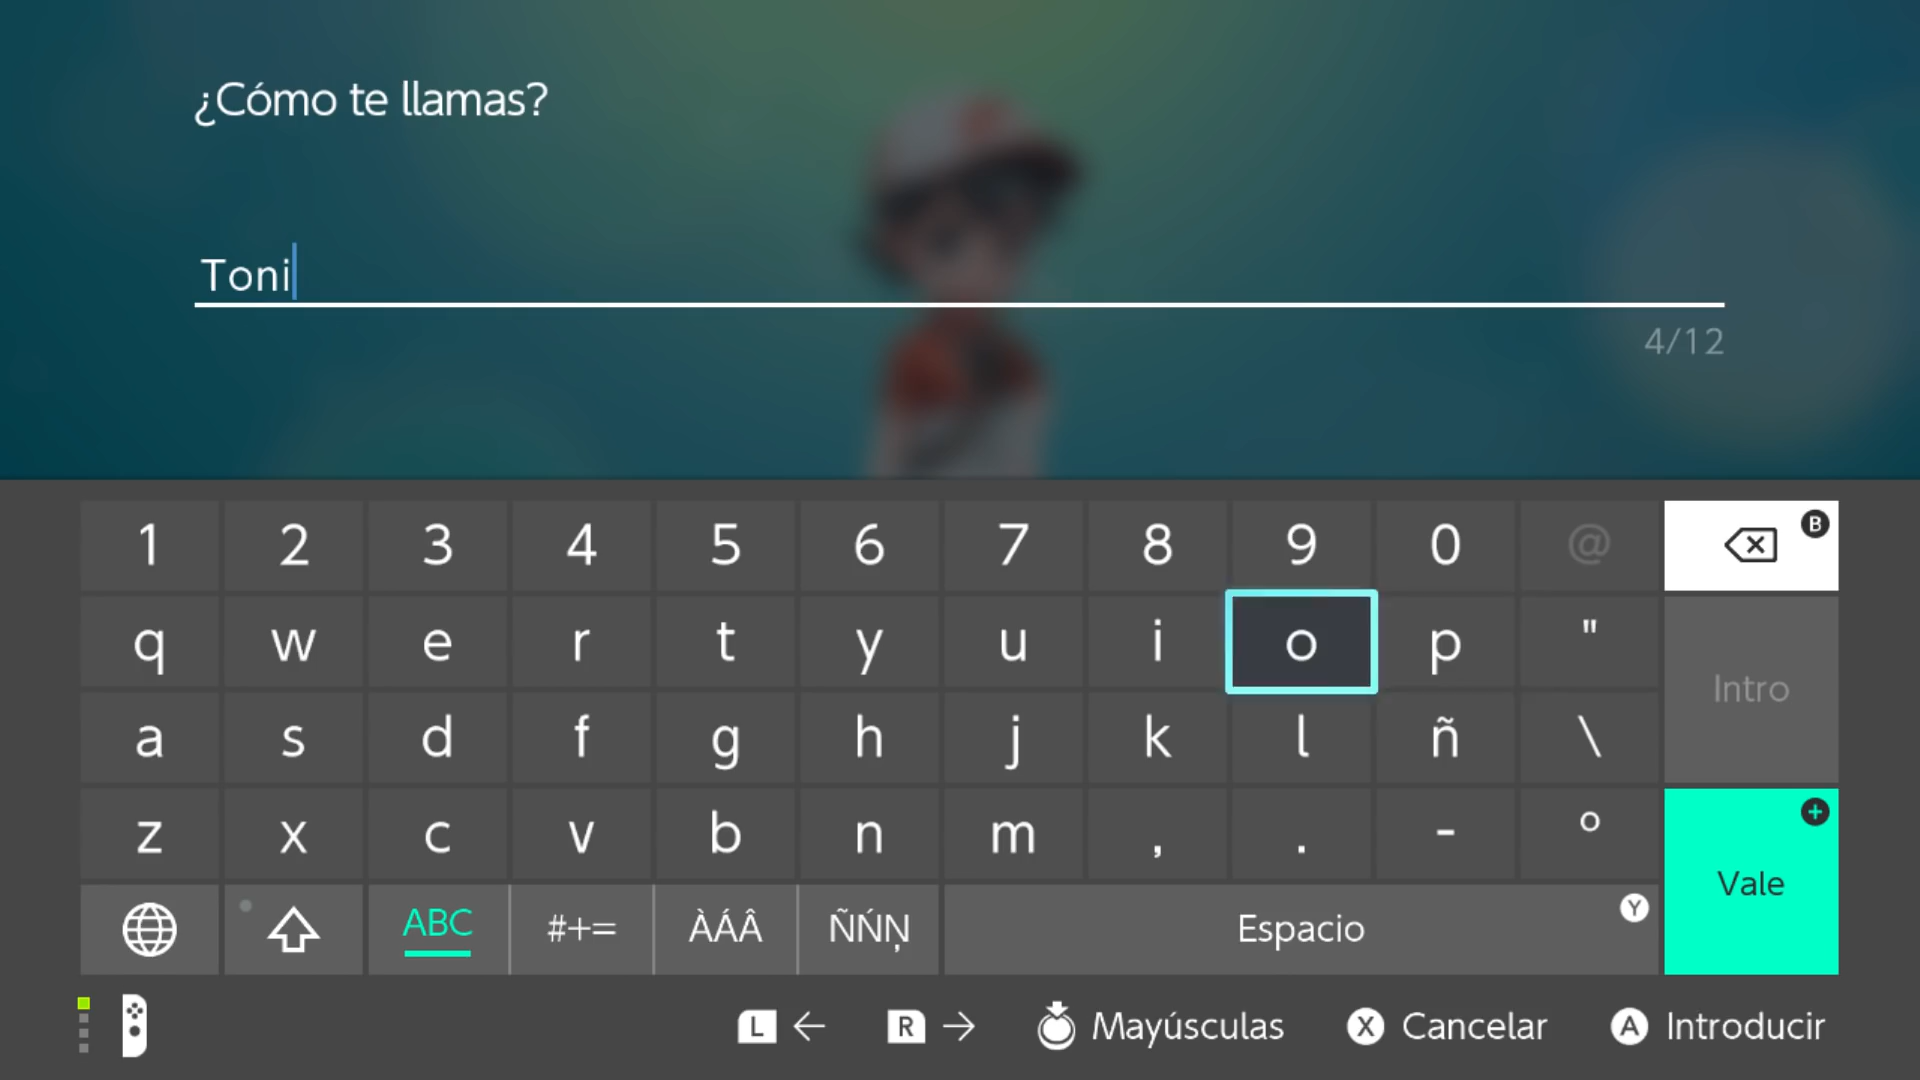 ¿Cómo te llamas?
Toni
4/12
1 2 3 4 5 6 7 8 9 0 @ B
q w e r t y u i o p "
Intro
a s d f g h j k l ñ \
z x c v b n m , . - º
+
Vale
ABC #+= ÀÁÂ ÑŃŅ Espacio Y
L ← R → Mayúsculas X Cancelar A Introducir